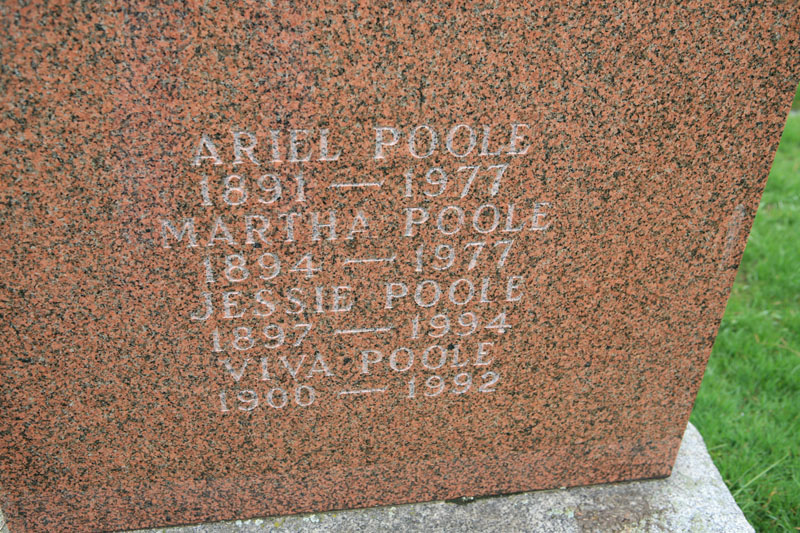 ARIEL POOLE
1891 — 1977
MARTHA POOLE
1894 — 1977
JESSIE POOLE
1897 — 1994
VIVA POOLE
1900 — 1992